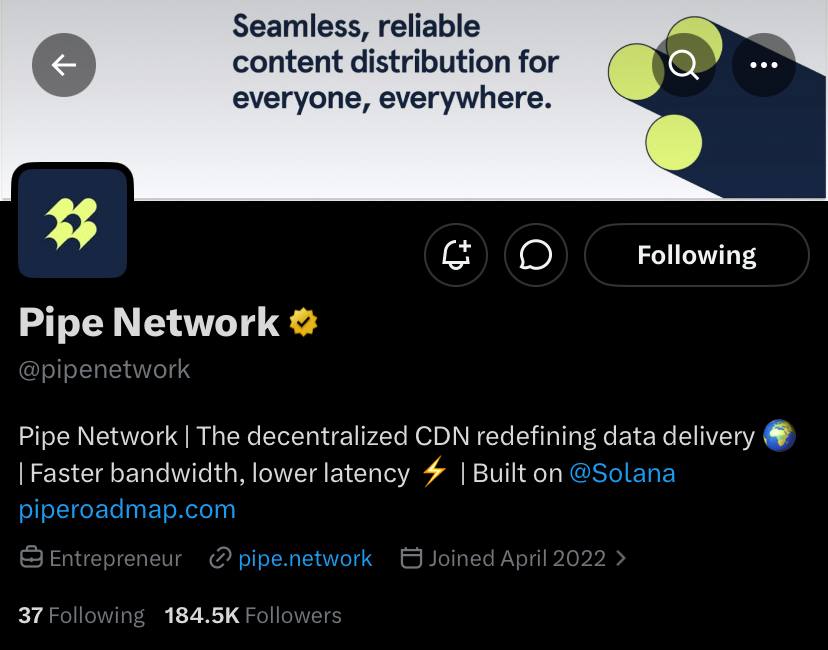 Seamless, reliable
content distribution for
everyone, everywhere.
Following
Pipe Network
@pipenetwork
Pipe Network | The decentralized CDN redefining data delivery 🌍
| Faster bandwidth, lower latency ⚡ | Built on @Solana
piperoadmap.com
Entrepreneur pipe.network Joined April 2022
37 Following 184.5K Followers